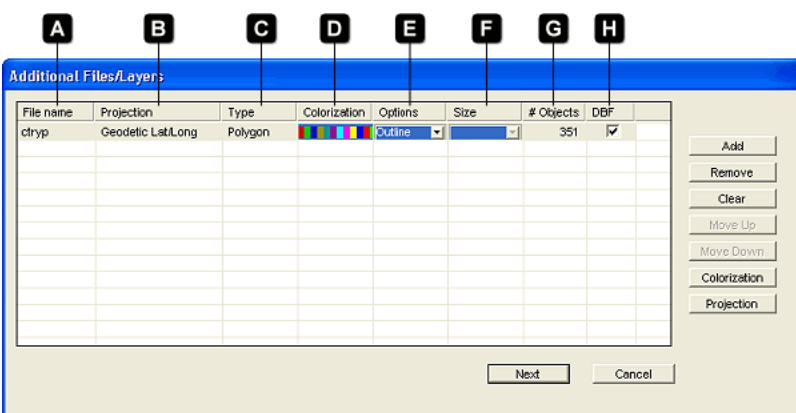 A B C D E F G H
Additional Files/Layers
File name Projection Type Colorization Options Size # Objects DBF
ctryp Geodetic Lat/Long Polygon Outline 351
Add
Remove
Clear
Move Up
Move Down
Colorization
Projection
Next Cancel